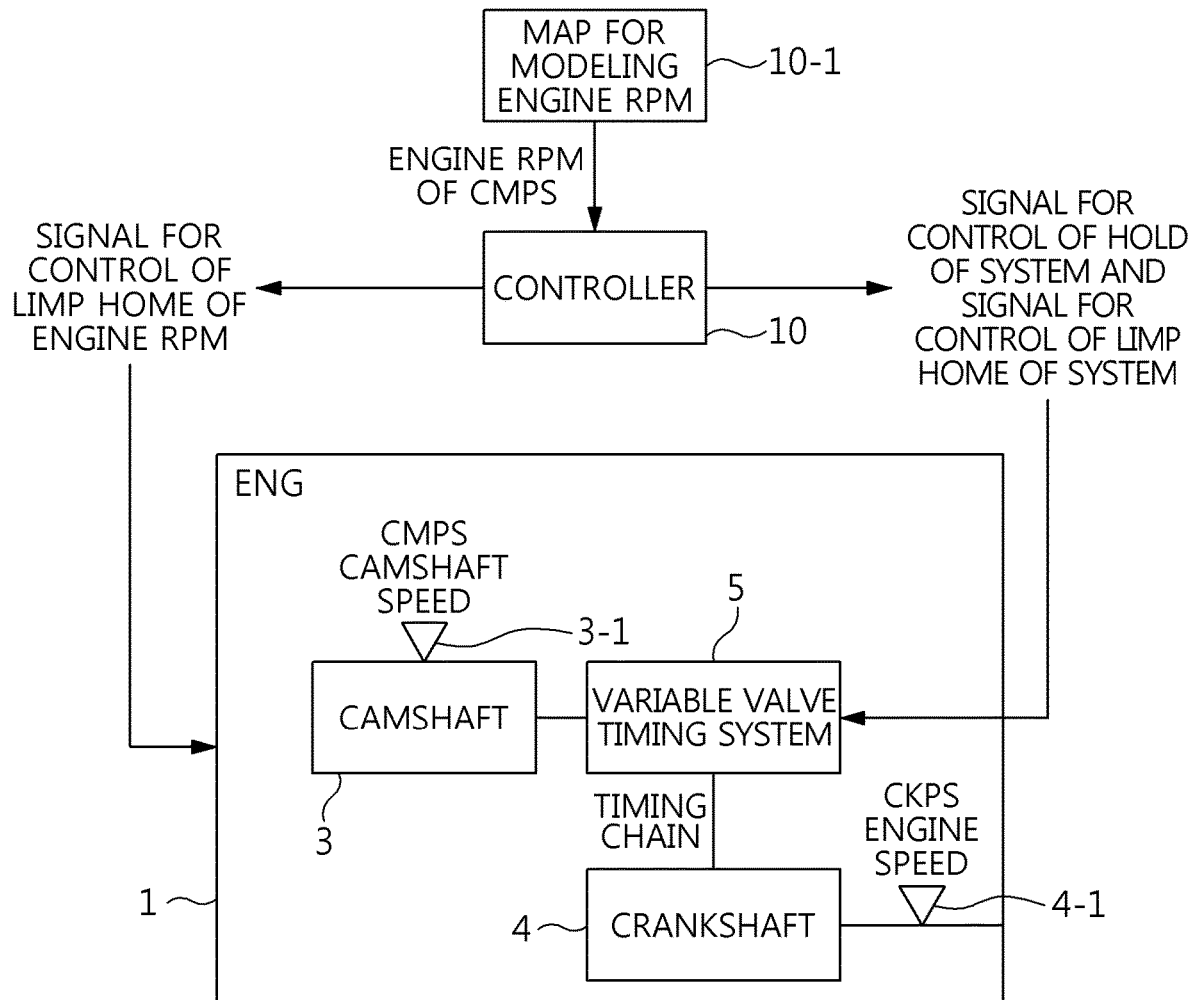 MAP FOR
MODELING
ENGINE RPM
10-1
ENGINE RPM
OF CMPS
SIGNAL FOR
CONTROL OF
LIMP HOME OF
ENGINE RPM
CONTROLLER
10
SIGNAL FOR
CONTROL OF HOLD
OF SYSTEM AND
SIGNAL FOR
CONTROL OF LIMP
HOME OF SYSTEM
ENG
CMPS
CAMSHAFT
SPEED
3-1
5
CAMSHAFT
3
VARIABLE VALVE
TIMING SYSTEM
TIMING
CHAIN
CKPS
ENGINE
SPEED
4-1
1
4
CRANKSHAFT